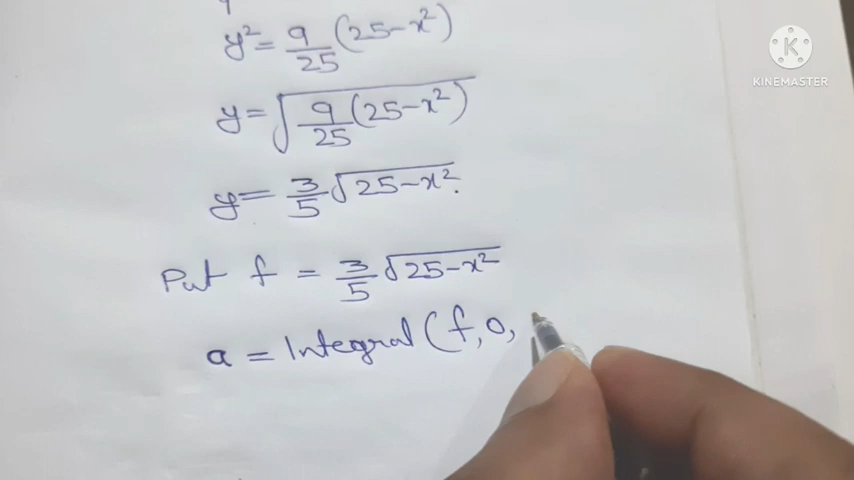 y² = 9/25 (25-x²)
y = √(9/25 (25-x²))
y = 3/5 √(25-x²).
Put f = 3/5 √(25-x²)
a = Integral (f, 0,
K
KINEMASTER